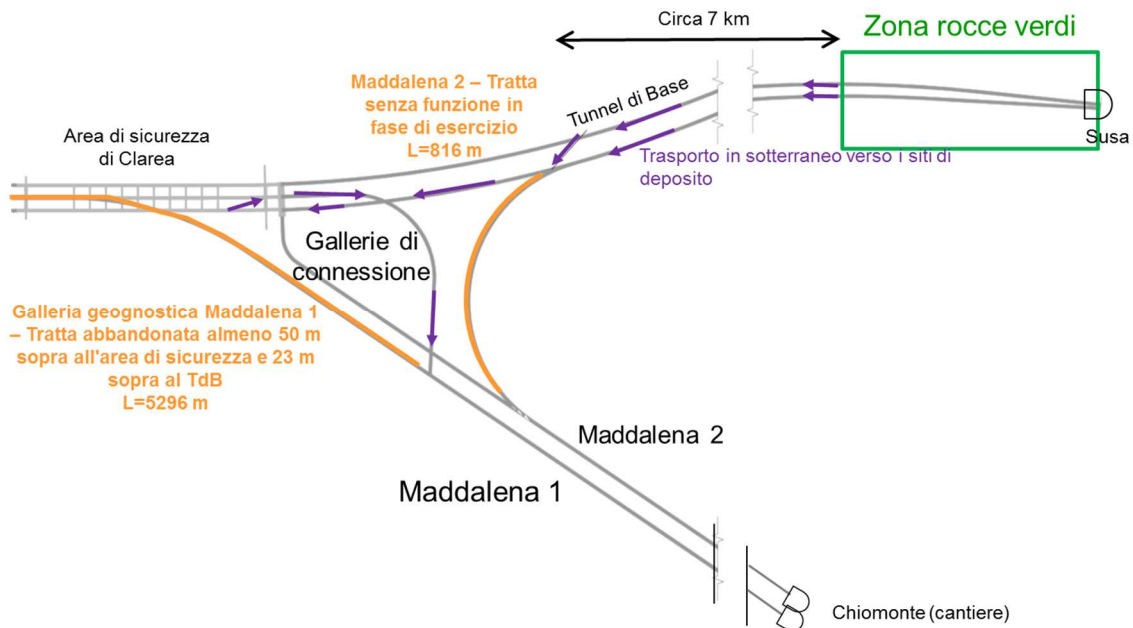 Circa 7 km
Zona rocce verdi
Maddalena 2 – Tratta
senza funzione in
fase di esercizio
L=816 m
Tunnel di Base
Susa
Area di sicurezza
di Clarea
Trasporto in sotterraneo verso i siti di
deposito
Gallerie di
connessione
Galleria geognostica Maddalena 1
– Tratta abbandonata almeno 50 m
sopra all'area di sicurezza e 23 m
sopra al TdB
L=5296 m
Maddalena 2
Maddalena 1
Chiomonte (cantiere)